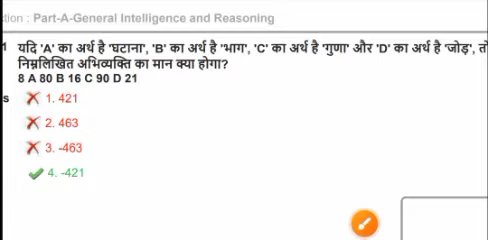 tion : Part-A-General Intelligence and Reasoning
1 यदि 'A' का अर्थ है 'घटाना', 'B' का अर्थ है 'भाग', 'C' का अर्थ है 'गुणा' और 'D' का अर्थ है 'जोड़', तो
निम्नलिखित अभिव्यक्ति का मान क्या होगा?
8 A 80 B 16 C 90 D 21
s 1. 421
2. 463
3. -463
4. -421